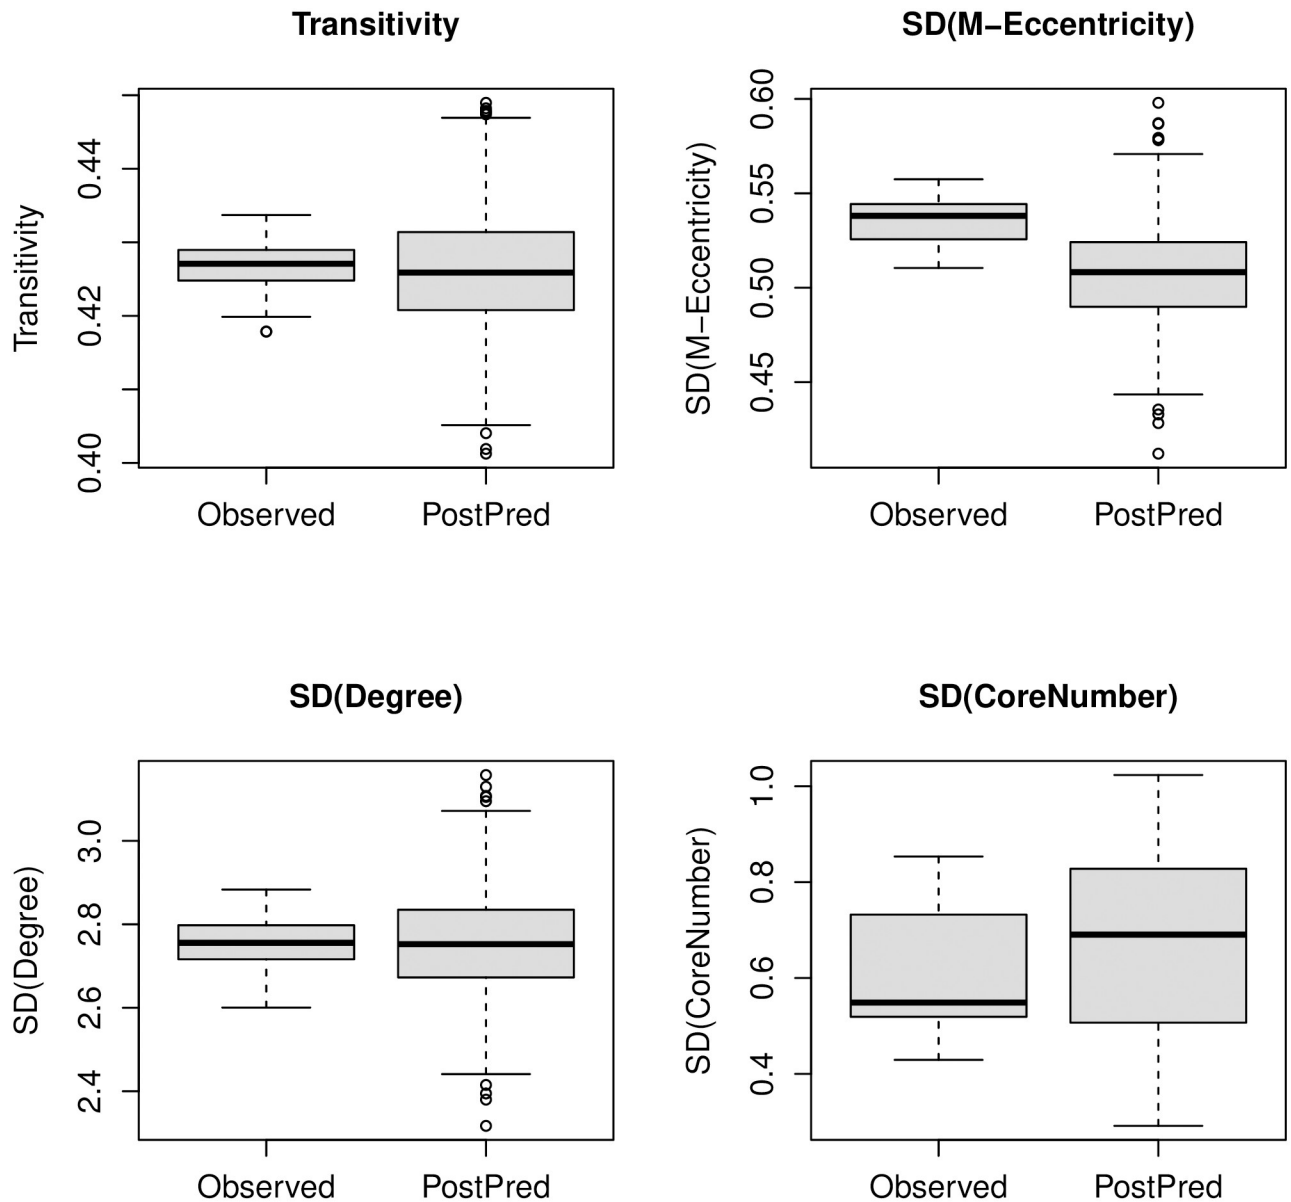 Transitivity
Transitivity
0.44
0.42
0.40
Observed PostPred
SD(M−Eccentricity)
SD(M−Eccentricity)
0.60
0.55
0.50
0.45
Observed PostPred
SD(Degree)
SD(Degree)
3.0
2.8
2.6
2.4
Observed PostPred
SD(CoreNumber)
SD(CoreNumber)
1.0
0.8
0.6
0.4
Observed PostPred